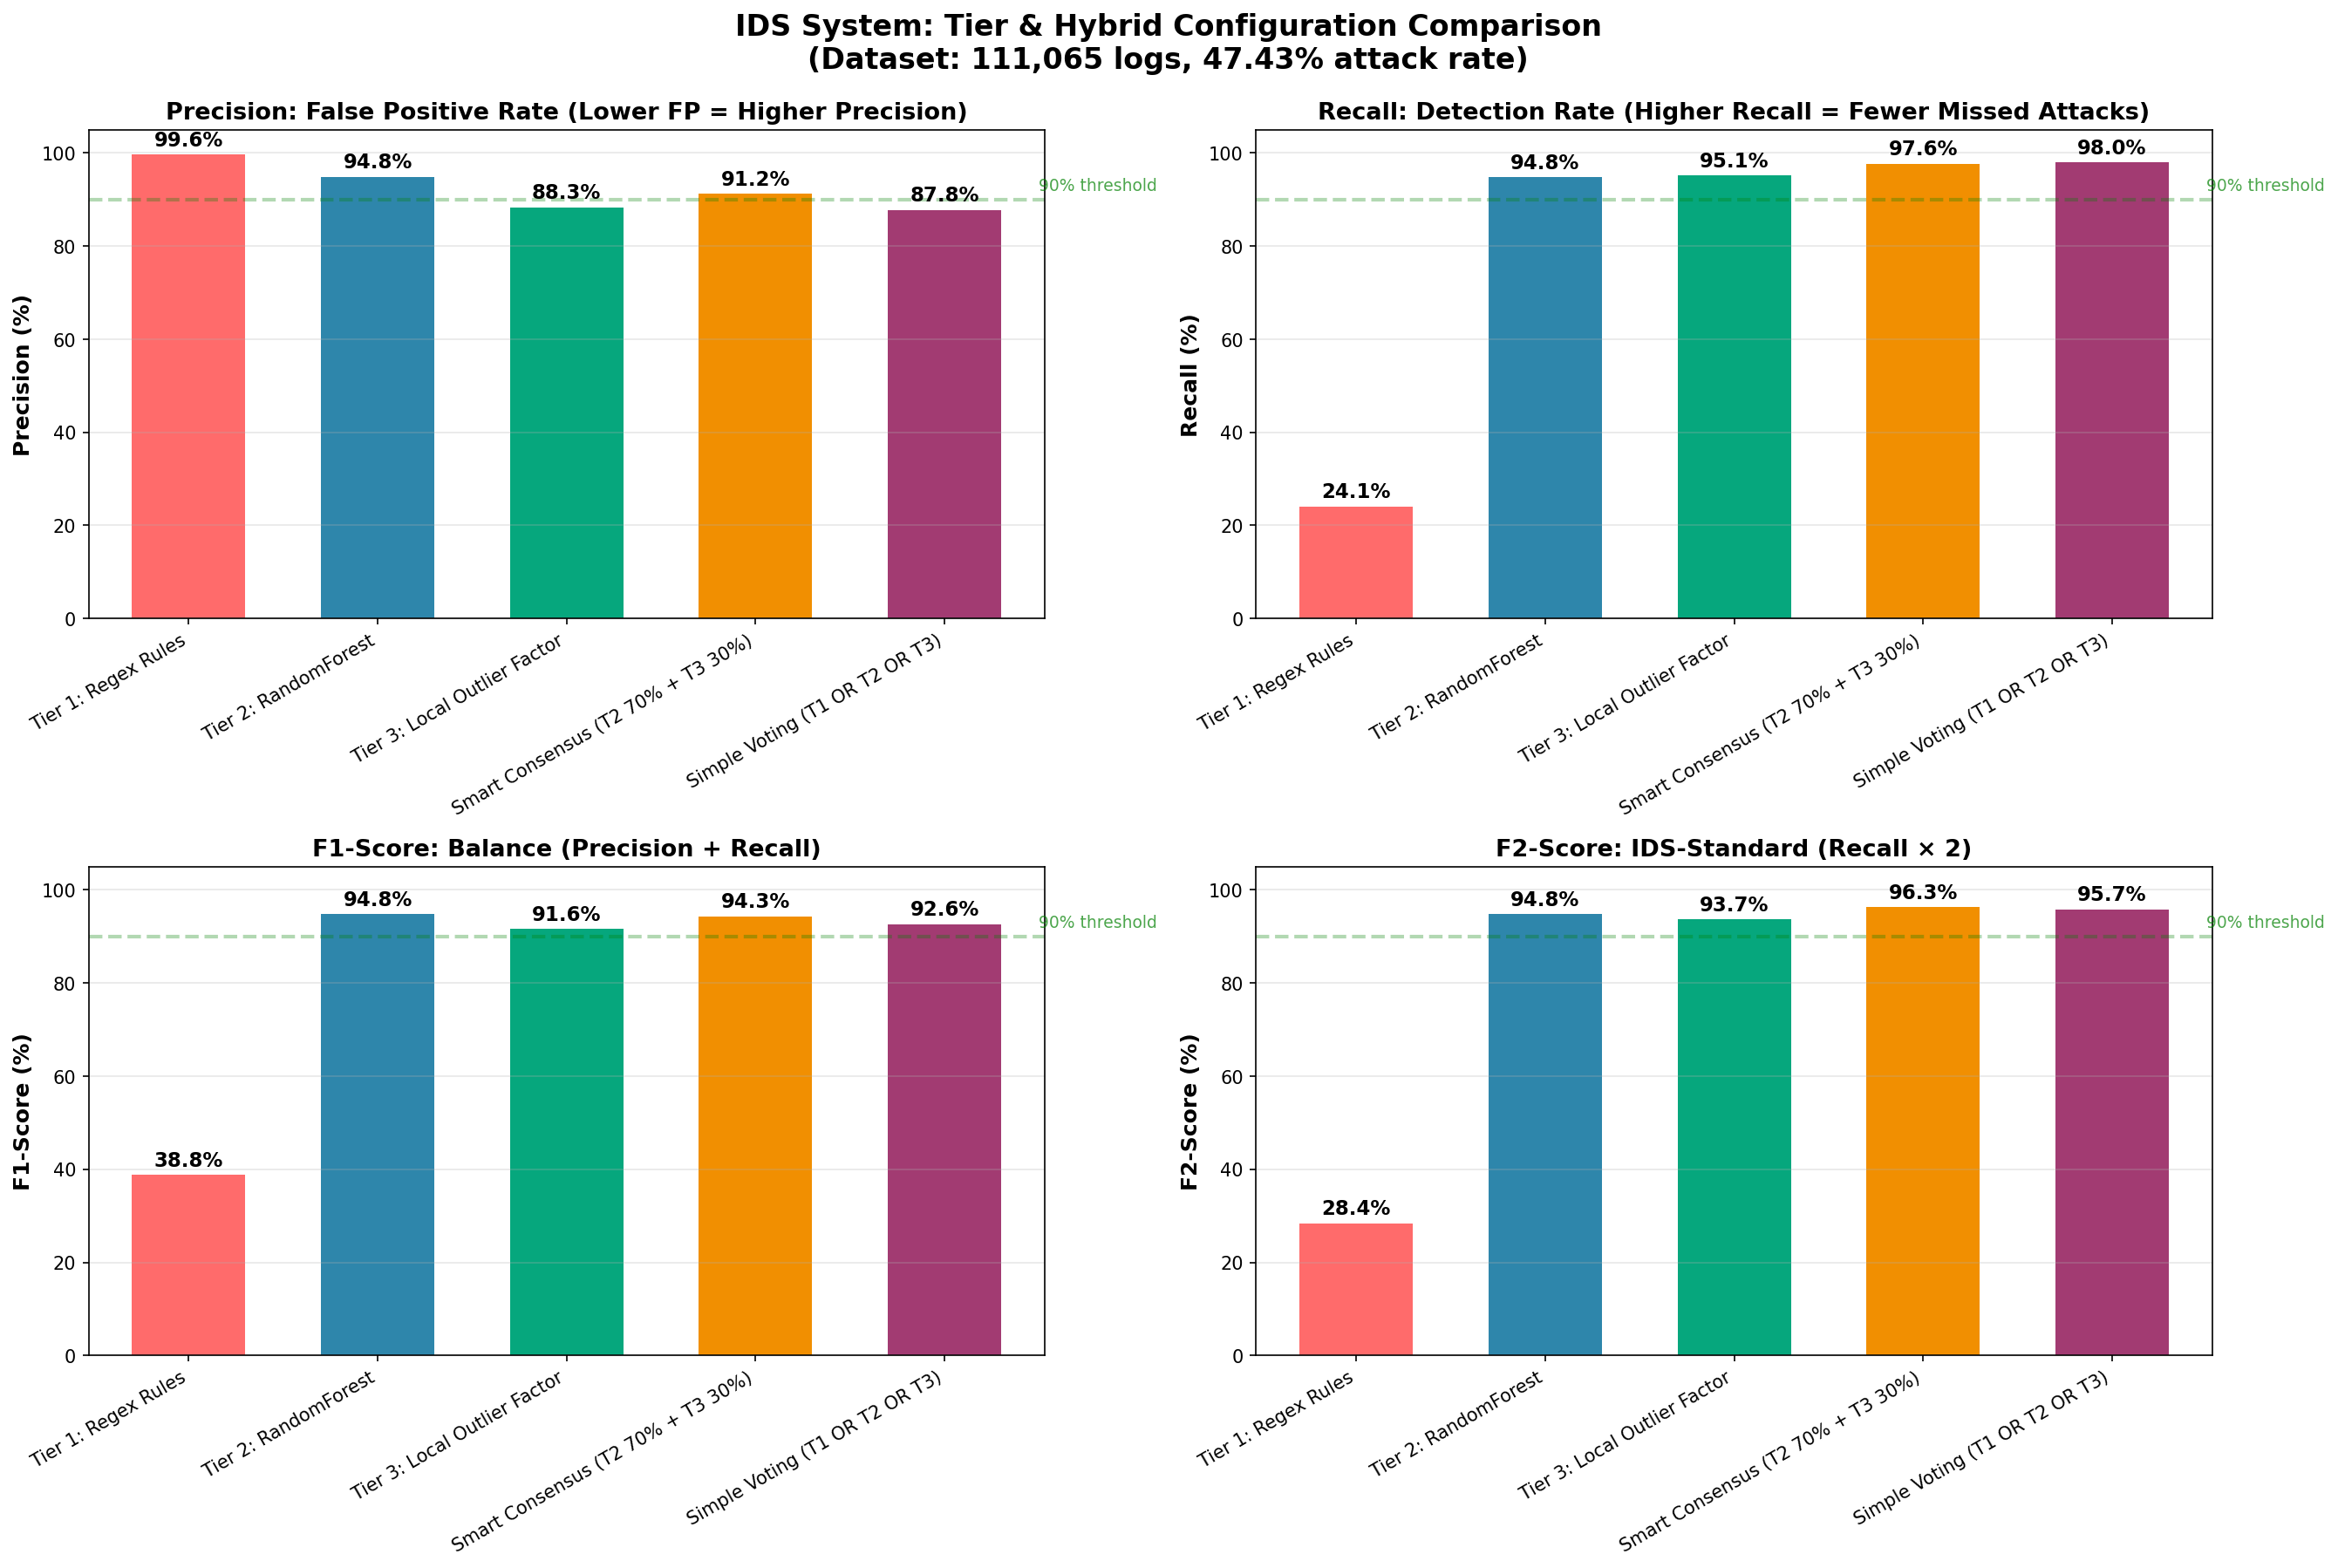 IDS System: Tier & Hybrid Configuration Comparison
(Dataset: 111,065 logs, 47.43% attack rate)
Precision: False Positive Rate (Lower FP = Higher Precision)
Precision (%)
100
80
60
40
20
0
99.6%
94.8%
88.3%
91.2%
87.8%
90% threshold
Tier 1: Regex Rules
Tier 2: RandomForest
Tier 3: Local Outlier Factor
Smart Consensus (T2 70% + T3 30%)
Simple Voting (T1 OR T2 OR T3)
Recall: Detection Rate (Higher Recall = Fewer Missed Attacks)
Recall (%)
100
80
60
40
20
0
24.1%
94.8%
95.1%
97.6%
98.0%
90% threshold
Tier 1: Regex Rules
Tier 2: RandomForest
Tier 3: Local Outlier Factor
Smart Consensus (T2 70% + T3 30%)
Simple Voting (T1 OR T2 OR T3)
F1-Score: Balance (Precision + Recall)
F1-Score (%)
100
80
60
40
20
0
38.8%
94.8%
91.6%
94.3%
92.6%
90% threshold
Tier 1: Regex Rules
Tier 2: RandomForest
Tier 3: Local Outlier Factor
Smart Consensus (T2 70% + T3 30%)
Simple Voting (T1 OR T2 OR T3)
F2-Score: IDS-Standard (Recall × 2)
F2-Score (%)
100
80
60
40
20
0
28.4%
94.8%
93.7%
96.3%
95.7%
90% threshold
Tier 1: Regex Rules
Tier 2: RandomForest
Tier 3: Local Outlier Factor
Smart Consensus (T2 70% + T3 30%)
Simple Voting (T1 OR T2 OR T3)